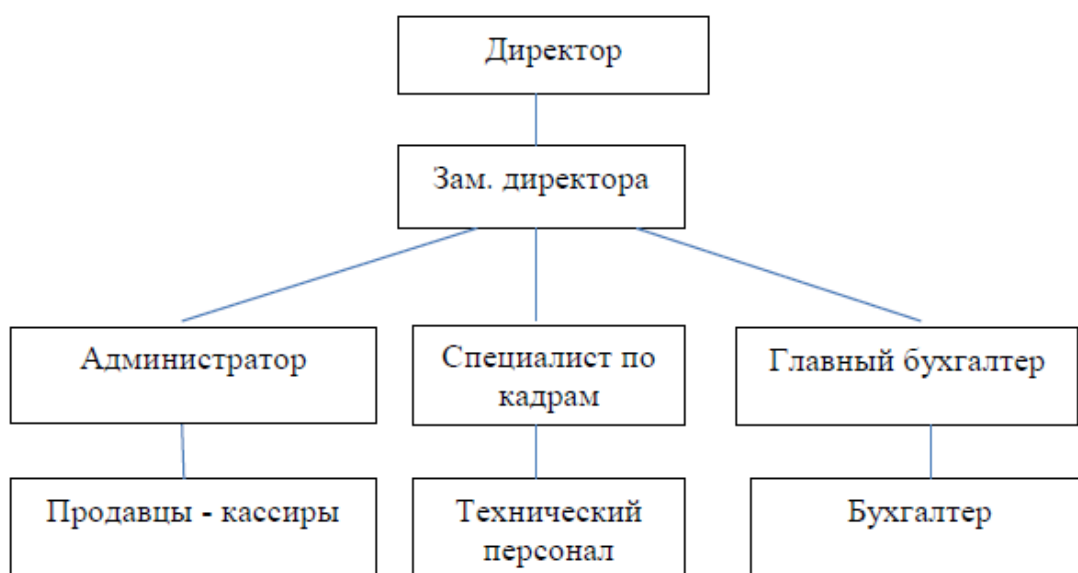 Директор
Зам. директора
Администратор
Специалист по
кадрам
Главный бухгалтер
Продавцы - кассиры
Технический
персонал
Бухгалтер